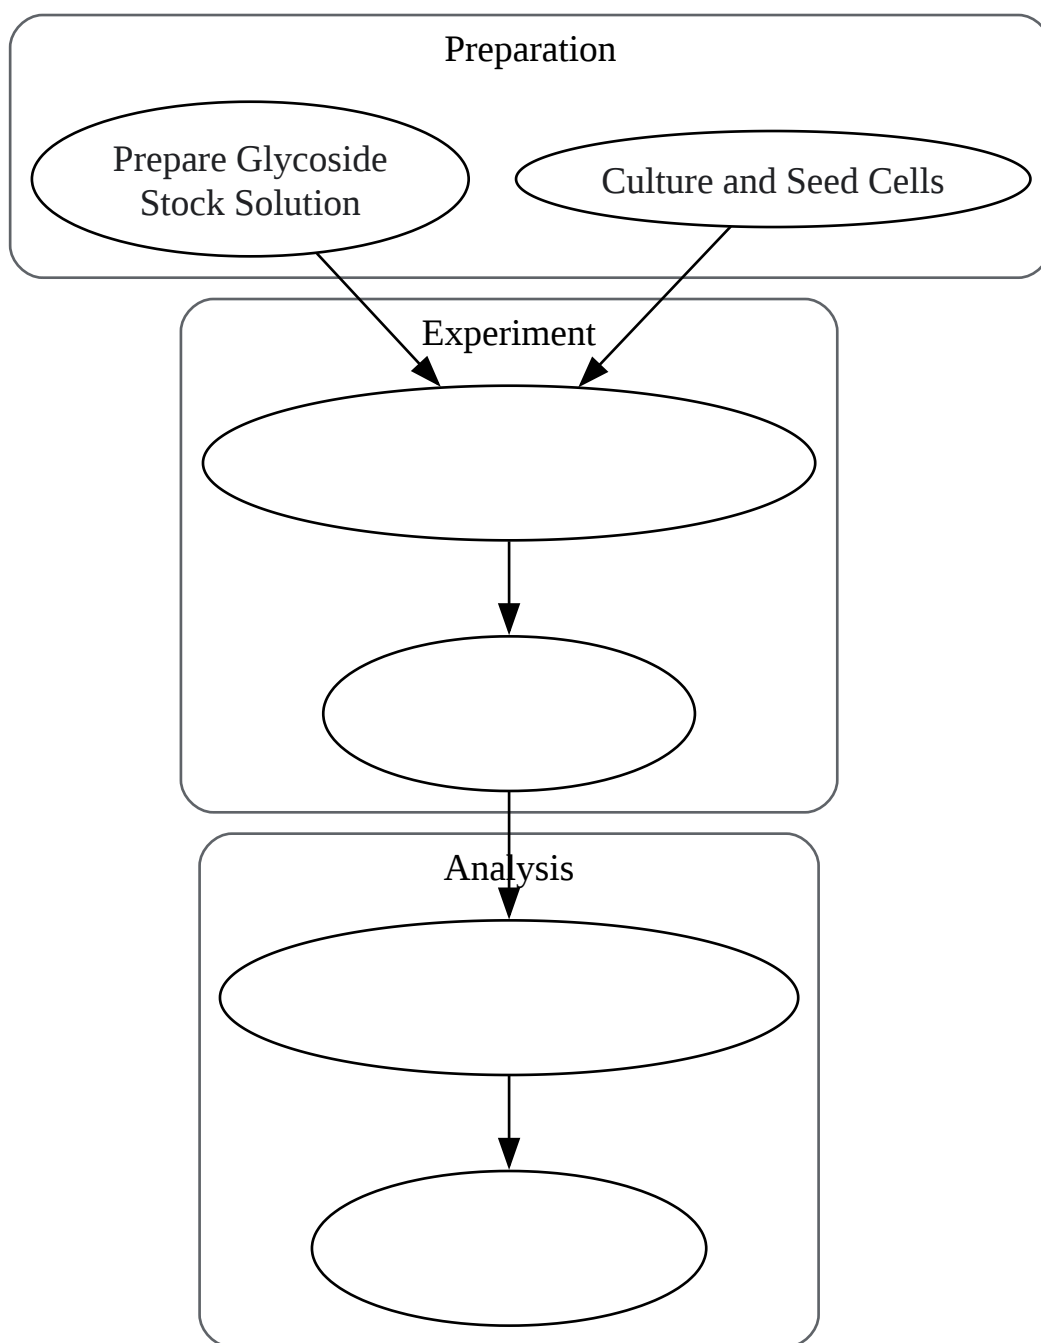 Preparation
Prepare Glycoside
Stock Solution
Culture and Seed Cells
Experiment
Analysis